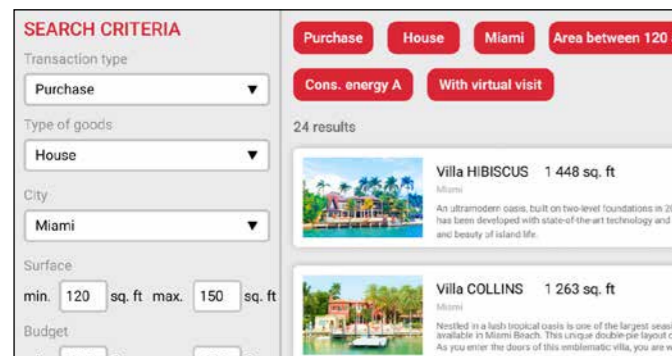 SEARCH CRITERIA
Transaction type
Purchase
Type of goods
House
City
Miami
Surface
min. 120 sq. ft max. 150 sq. ft
Budget
Purchase House Miami Area between 120
Cons. energy A With virtual visit
24 results
Villa HIBISCUS 1 448 sq. ft
Miami
An ultramodern oasis, built on two-level foundations in 20
has been developed with state-of-the-art technology and
and beauty of island life.
Villa COLLINS 1 263 sq. ft
Miami
Nestled in a lush tropical oasis is one of the largest seas
available in Miami Beach. This unique double-pie layout o
As you enter the doors of this emblematic villa, you are w